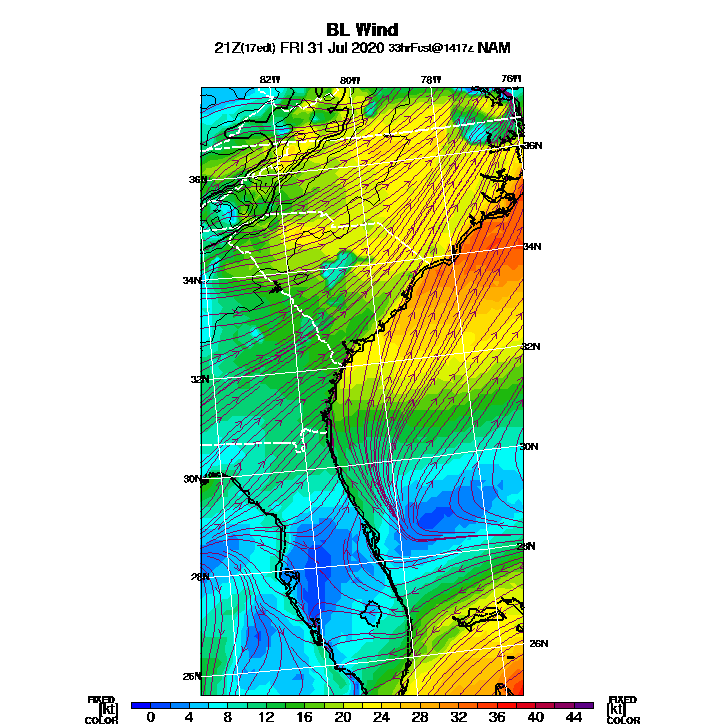 BL Wind
21Z(17edt) FRI 31 Jul 2020 33hrFcst@1417z NAM
82W 80W 78W 76W
36N
36N
34N
34N
32N
32N
30N
30N
28N
28N
26N
26N
FIXED FIXED
[kt] 0 4 8 12 16 20 24 28 32 36 40 44 [kt]
COLOR COLOR